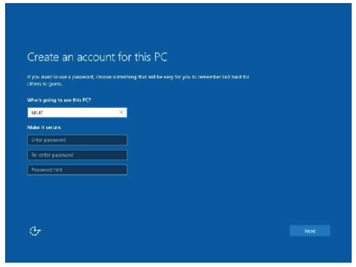 Create an account for this PC
If you want to use a password, choose something that will be easy for you to remember but hard for
others to guess.
Who's going to use this PC?
Make it secure
Enter password
Re-enter password
Password hint
Next